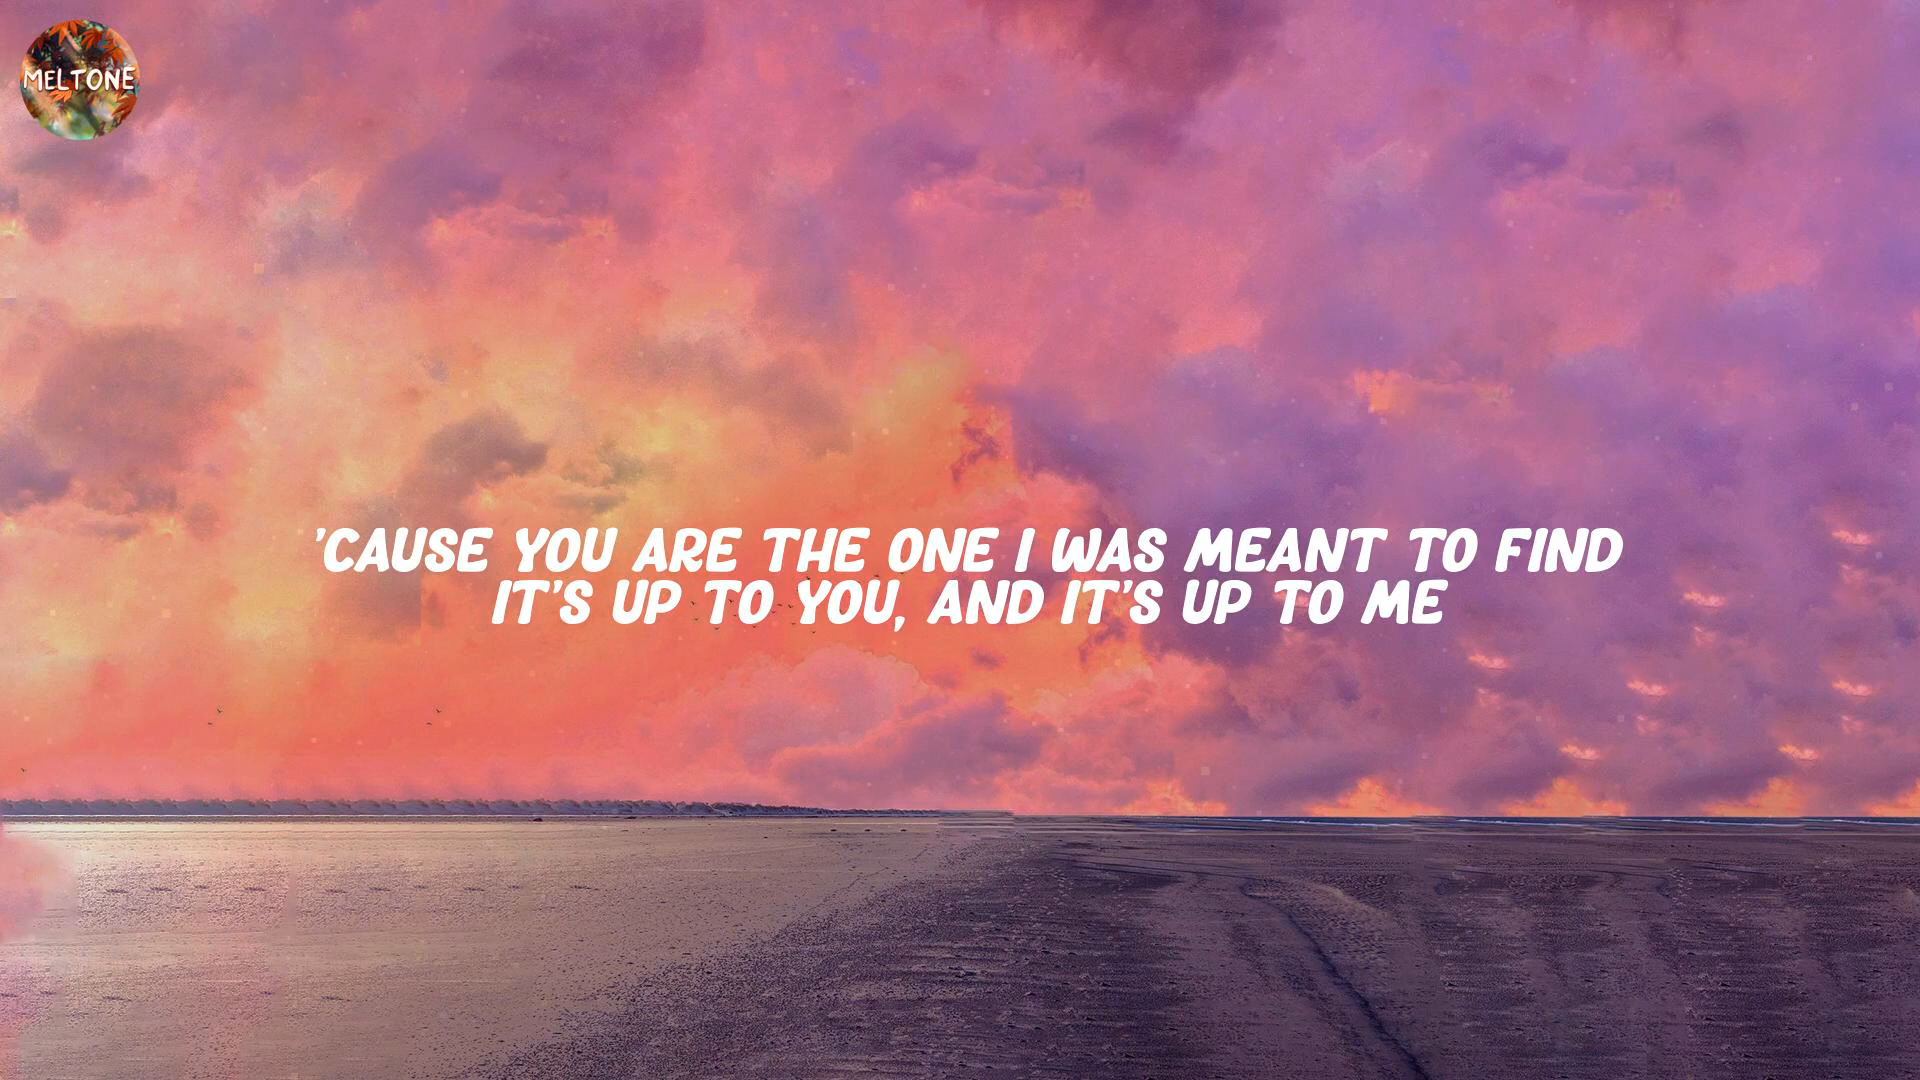 MELTONE
'CAUSE YOU ARE THE ONE I WAS MEANT TO FIND
IT'S UP TO YOU, AND IT'S UP TO ME